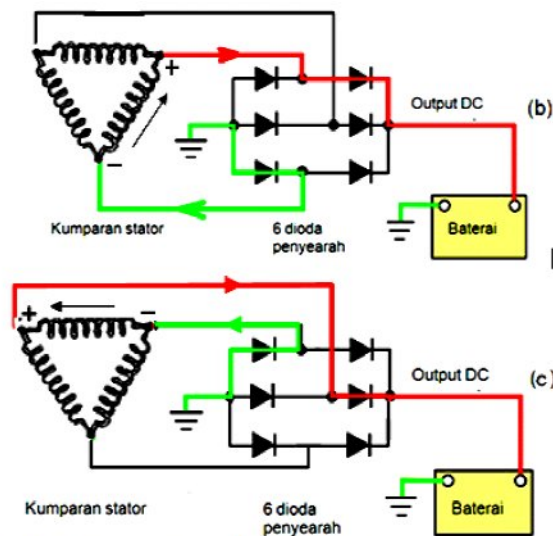 +
Output DC
(b)
−
Kumparan stator
6 dioda
penyearah
Baterai
+
−
Output DC
(c)
Kumparan stator
6 dioda
penyearah
Baterai